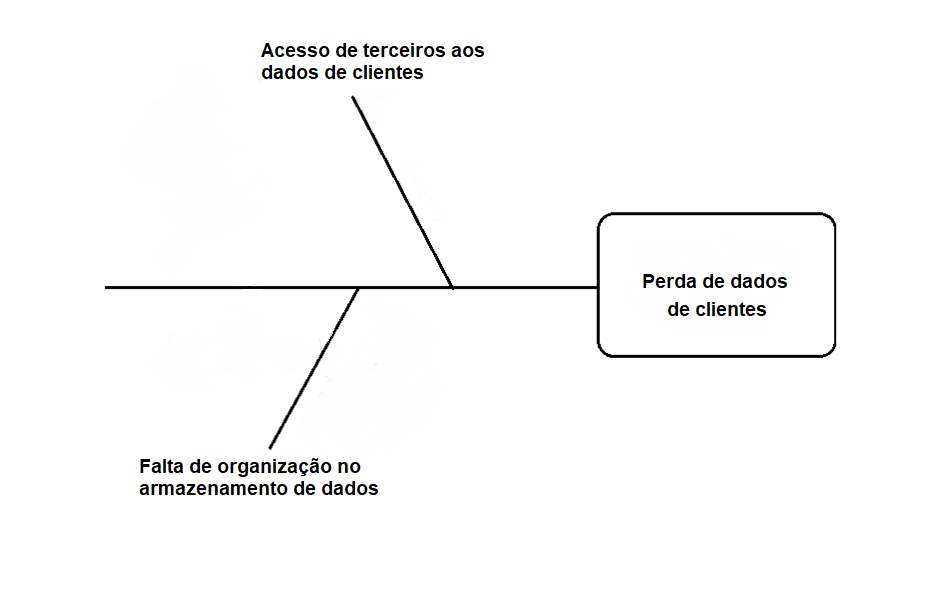 Acesso de terceiros aos
dados de clientes
Perda de dados
de clientes
Falta de organização no
armazenamento de dados